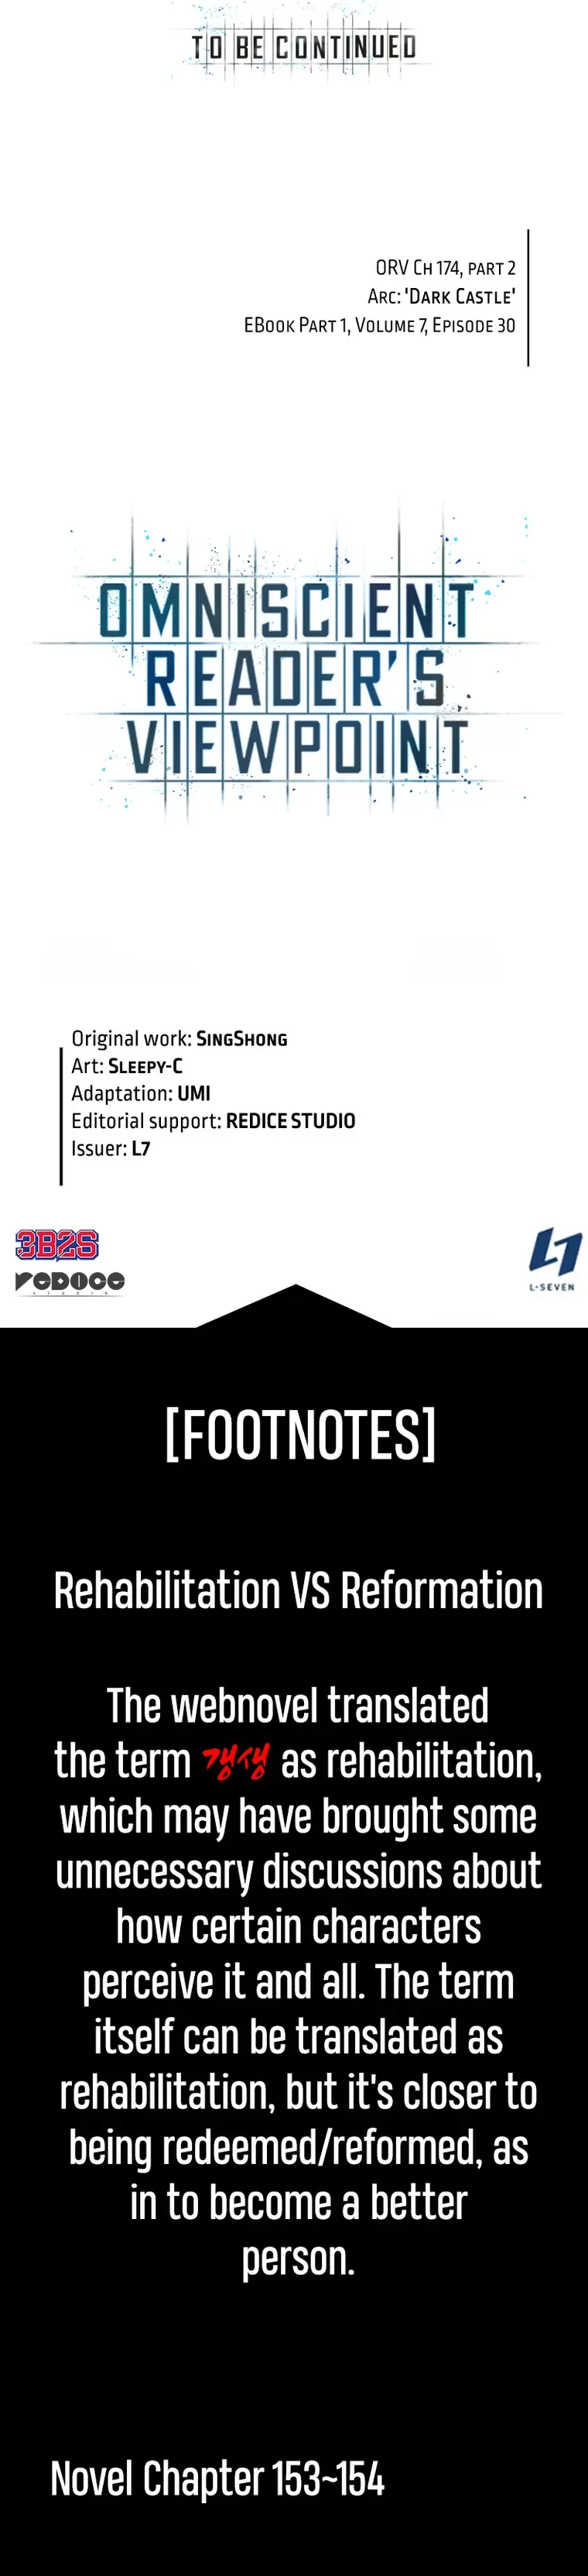 TO BE CONTINUED
ORV CH 174, PART 2
ARC: 'DARK CASTLE'
EBOOK PART 1, VOLUME 7, EPISODE 30
OMNISCIENT
READER'S
VIEWPOINT
Original work: SINGSHONG
Art: SLEEPY-C
Adaptation: UMI
Editorial support: REDICE STUDIO
Issuer: L7
3B2S
REDICE
STUDIO
L7
L-SEVEN
[FOOTNOTES]
Rehabilitation VS Reformation
The webnovel translated
the term 갱생 as rehabilitation,
which may have brought some
unnecessary discussions about
how certain characters
perceive it and all. The term
itself can be translated as
rehabilitation, but it's closer to
being redeemed/reformed, as
in to become a better
person.
Novel Chapter 153~154